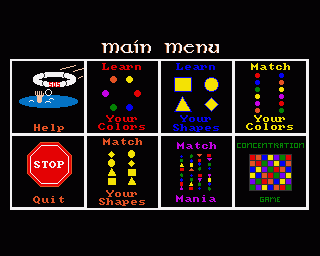 main menu
SOS
Help
Learn
Your
Colors
Learn
Your
Shapes
Match
Your
Colors
STOP
Quit
Match
Your
Shapes
Match
Mania
CONCENTRATION
GAME